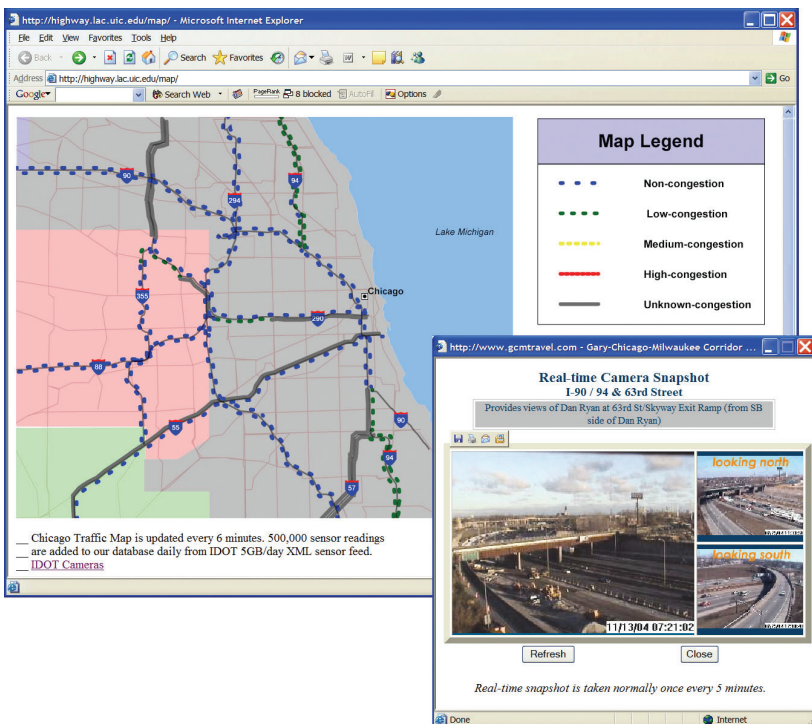 http://highway.lac.uic.edu/map/ - Microsoft Internet Explorer
File Edit View Favorites Tools Help
Back Search Favorites
Address http://highway.lac.uic.edu/map/ Go
Google Search Web PageRank 8 blocked AutoFill Options
90
94
294
Lake Michigan
Chicago
355
290
88
55
90
94
57
Chicago Traffic Map is updated every 6 minutes. 500,000 sensor readings
are added to our database daily from IDOT 5GB/day XML sensor feed.
IDOT Cameras
Map Legend
Non-congestion
Low-congestion
Medium-congestion
High-congestion
Unknown-congestion
http://www.gcmtravel.com - Gary-Chicago-Milwaukee Corridor ...
Real-time Camera Snapshot
I-90 / 94 & 63rd Street
Provides views of Dan Ryan at 63rd St/Skyway Exit Ramp (from SB
side of Dan Ryan)
looking north
looking south
11/13/04 07:21:02
Refresh Close
Real-time snapshot is taken normally once every 5 minutes.
Done Internet